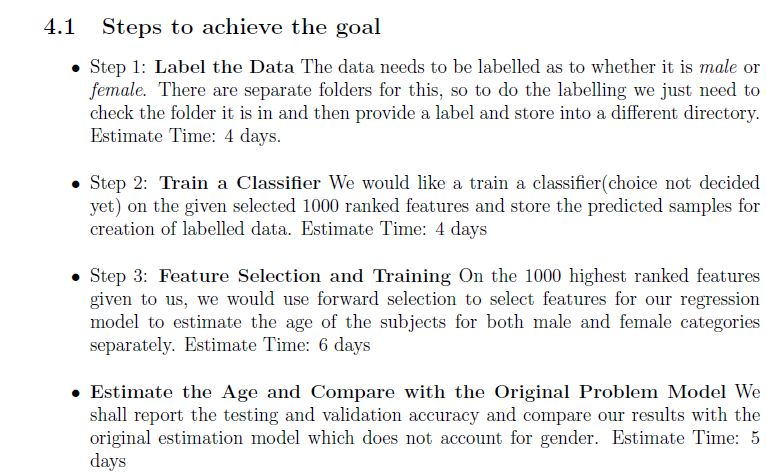 4.1 Steps to achieve the goal
• Step 1: Label the Data The data needs to be labelled as to whether it is male or
female. There are separate folders for this, so to do the labelling we just need to
check the folder it is in and then provide a label and store into a different directory.
Estimate Time: 4 days.
• Step 2: Train a Classifier We would like a train a classifier(choice not decided
yet) on the given selected 1000 ranked features and store the predicted samples for
creation of labelled data. Estimate Time: 4 days
• Step 3: Feature Selection and Training On the 1000 highest ranked features
given to us, we would use forward selection to select features for our regression
model to estimate the age of the subjects for both male and female categories
separately. Estimate Time: 6 days
• Estimate the Age and Compare with the Original Problem Model We
shall report the testing and validation accuracy and compare our results with the
original estimation model which does not account for gender. Estimate Time: 5
days